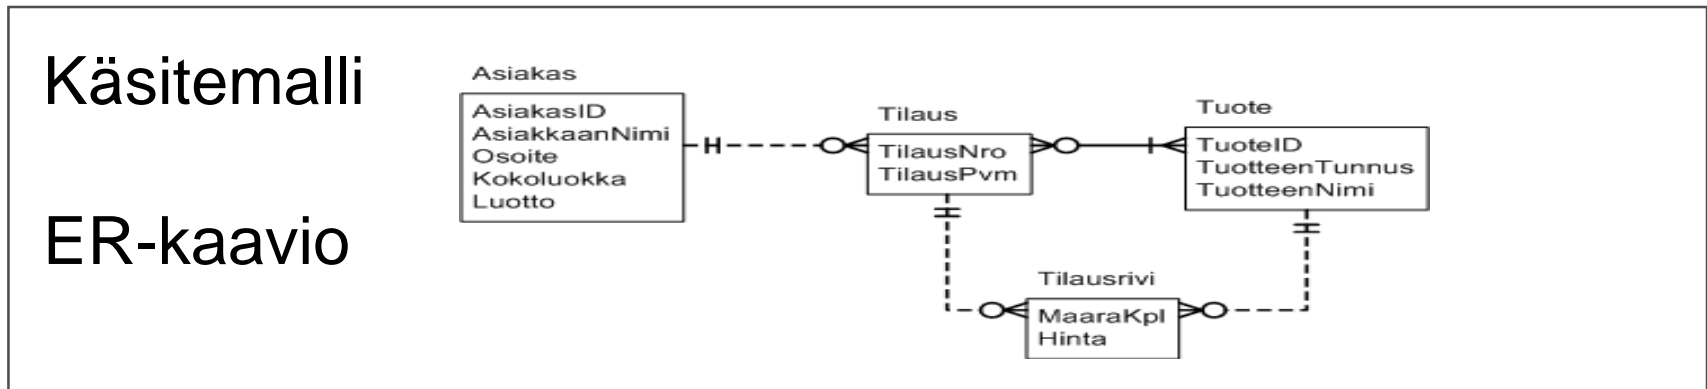 Käsitemalli
ER-kaavio
Asiakas
AsiakasID
AsiakkaanNimi
Osoite
Kokoluokka
Luotto
Tilaus
TilausNro
TilausPvm
Tuote
TuoteID
TuotteenTunnus
TuotteenNimi
Tilausrivi
MaaraKpl
Hinta